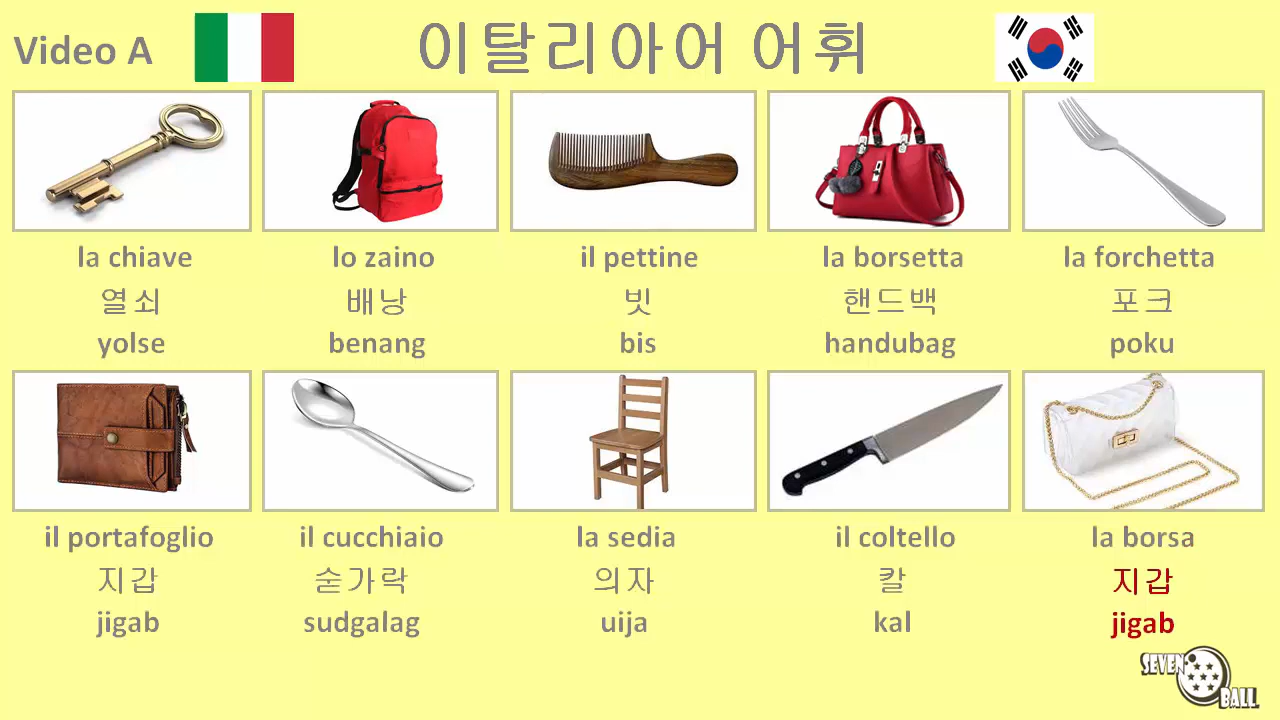 Video A
이탈리아어 어휘
la chiave
lo zaino
il pettine
la borsetta
la forchetta
열쇠
배낭
빗
핸드백
포크
yolse
benang
bis
handubag
poku
il portafoglio
il cucchiaio
la sedia
il coltello
la borsa
지갑
숟가락
의자
칼
지갑
jigab
sudgalag
uija
kal
jigab
SEVEN
BALL